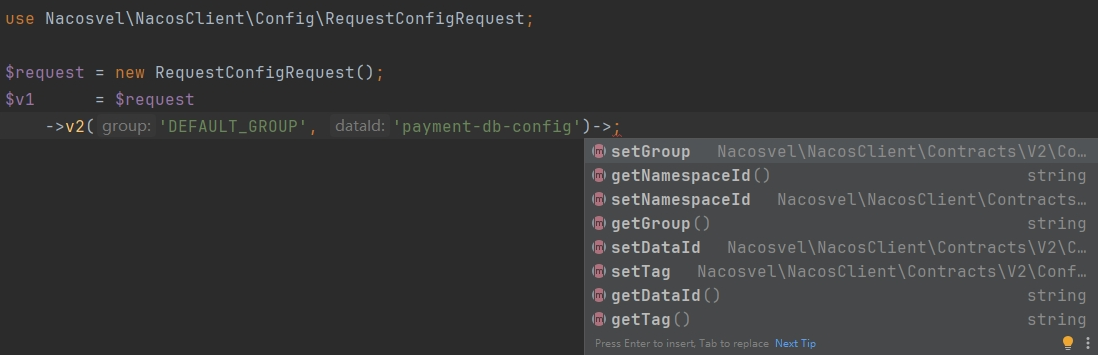 use Nacosvel\NacosClient\Config\RequestConfigRequest;
$request = new RequestConfigRequest();
$v1 = $request
->v2( group: 'DEFAULT_GROUP', dataId: 'payment-db-config')->;
setGroup Nacosvel\NacosClient\Contracts\V2\Co…
getNamespaceId() string
setNamespaceId Nacosvel\NacosClient\Contracts…
getGroup() string
setDataId Nacosvel\NacosClient\Contracts\V2\C…
setTag Nacosvel\NacosClient\Contracts\V2\Conf…
getDataId() string
getTag() string
Press Enter to insert, Tab to replace Next Tip